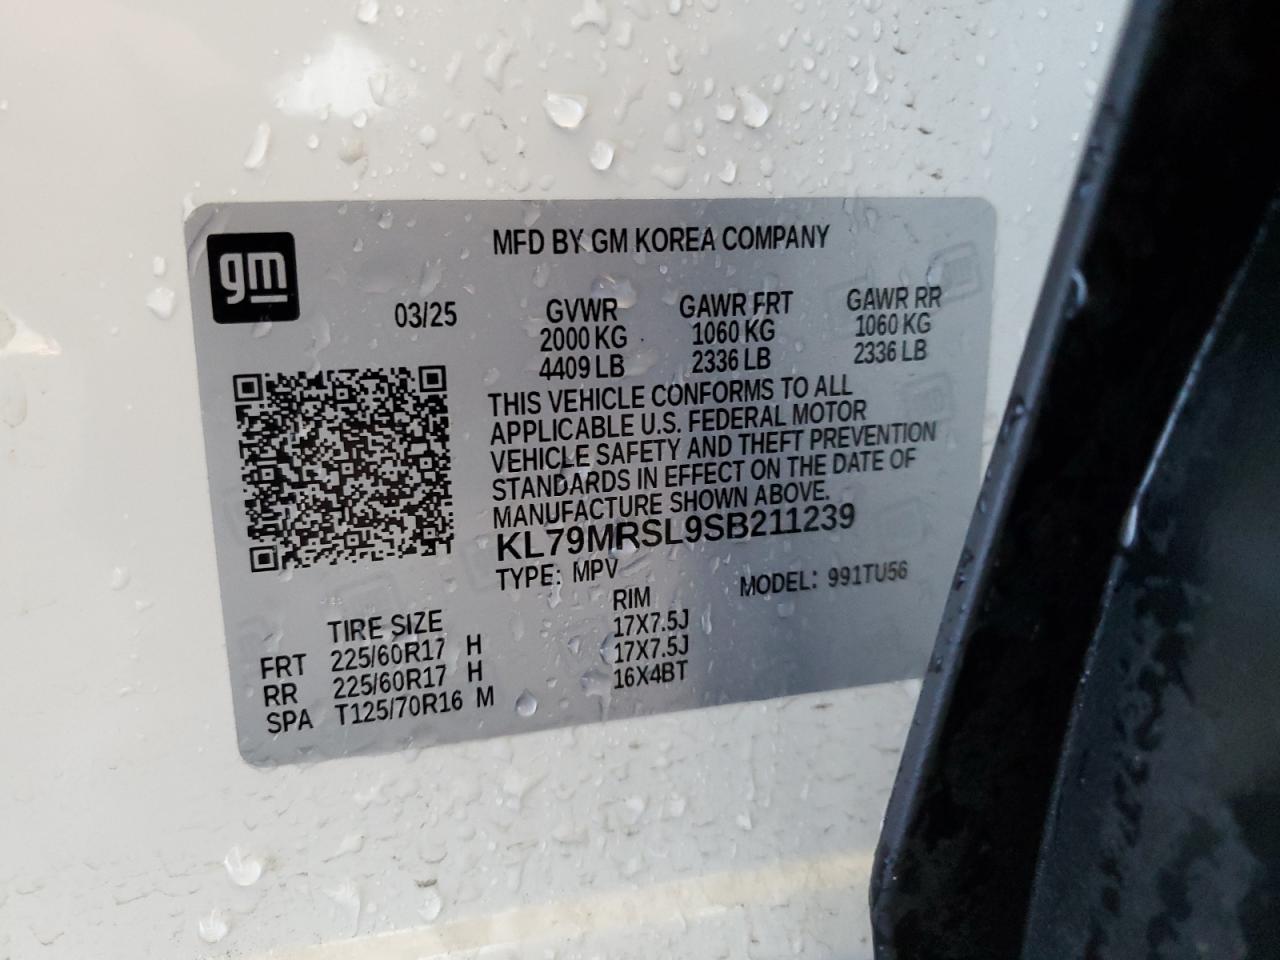 gm
MFD BY GM KOREA COMPANY
03/25 GVWR GAWR FRT GAWR RR
2000 KG 1060 KG 1060 KG
4409 LB 2336 LB 2336 LB
THIS VEHICLE CONFORMS TO ALL
APPLICABLE U.S. FEDERAL MOTOR
VEHICLE SAFETY AND THEFT PREVENTION
STANDARDS IN EFFECT ON THE DATE OF
MANUFACTURE SHOWN ABOVE.
KL79MRSL9SB211239
TYPE: MPV MODEL: 991TU56
TIRE SIZE RIM
FRT 225/60R17 H 17X7.5J
RR 225/60R17 H 17X7.5J
SPA T125/70R16 M 16X4BT